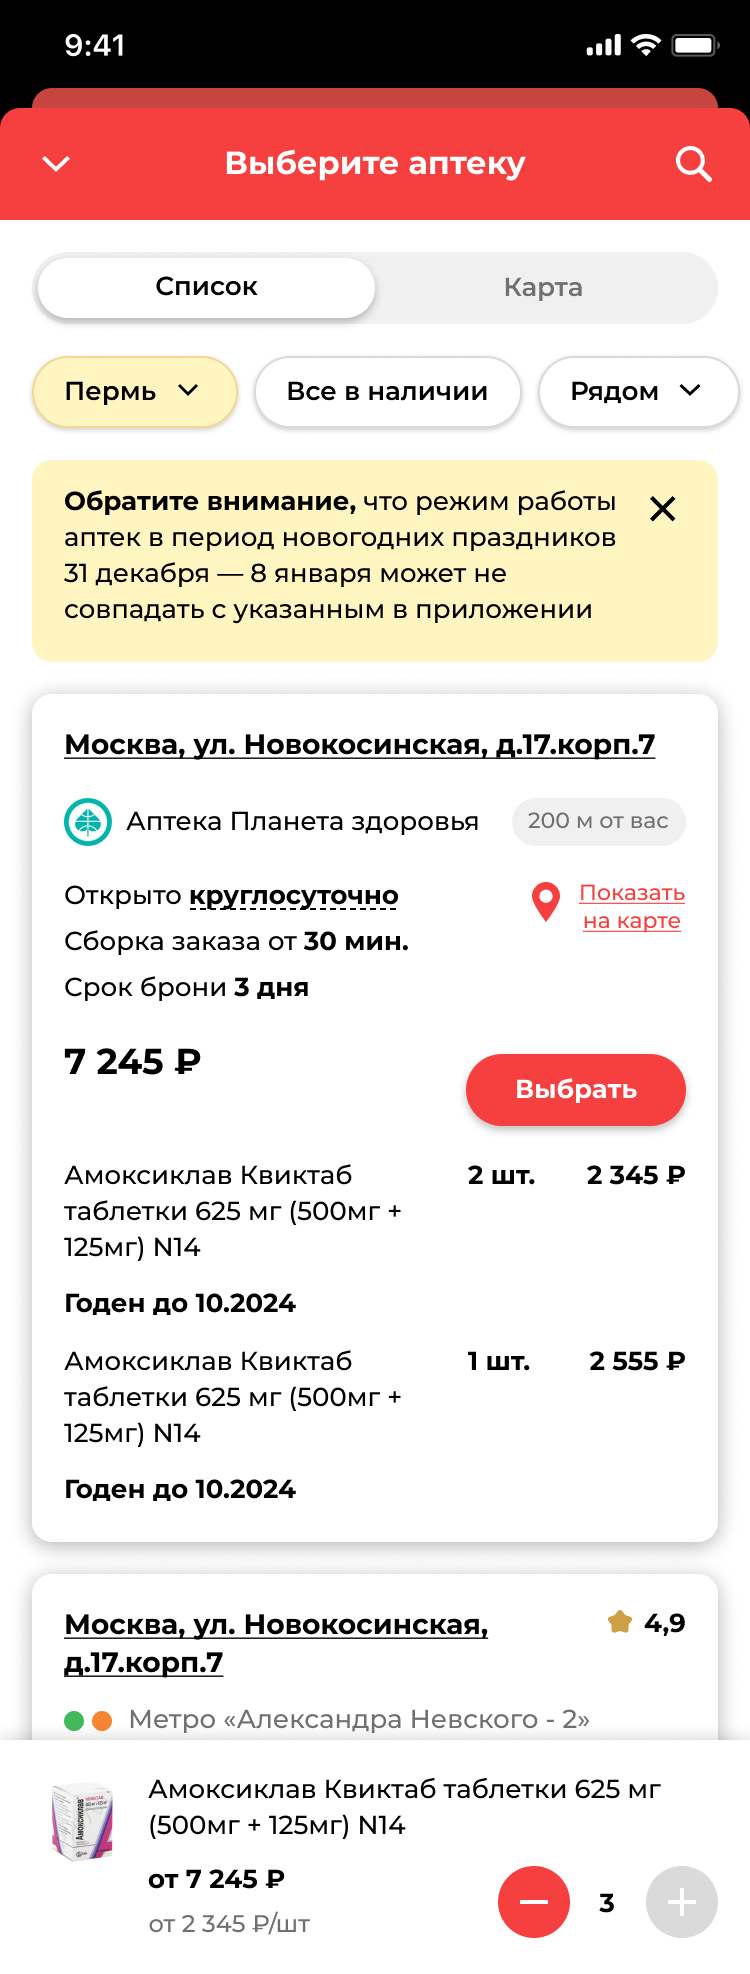 9:41
Выберите аптеку
Список Карта
Пермь Все в наличии Рядом
Обратите внимание, что режим работы
аптек в период новогодних праздников
31 декабря — 8 января может не
совпадать с указанным в приложении
Москва, ул. Новокосинская, д.17.корп.7
Аптека Планета здоровья 200 м от вас
Открыто круглосуточно
Показать
на карте
Сборка заказа от 30 мин.
Срок брони 3 дня
7 245 ₽
Выбрать
Амоксиклав Квиктаб 2 шт. 2 345 ₽
таблетки 625 мг (500мг +
125мг) N14
Годен до 10.2024
Амоксиклав Квиктаб 1 шт. 2 555 ₽
таблетки 625 мг (500мг +
125мг) N14
Годен до 10.2024
Москва, ул. Новокосинская, 4,9
д.17.корп.7
Метро «Александра Невского - 2»
Амоксиклав Квиктаб таблетки 625 мг
(500мг + 125мг) N14
от 7 245 ₽
от 2 345 ₽/шт
3
Амоксиклав